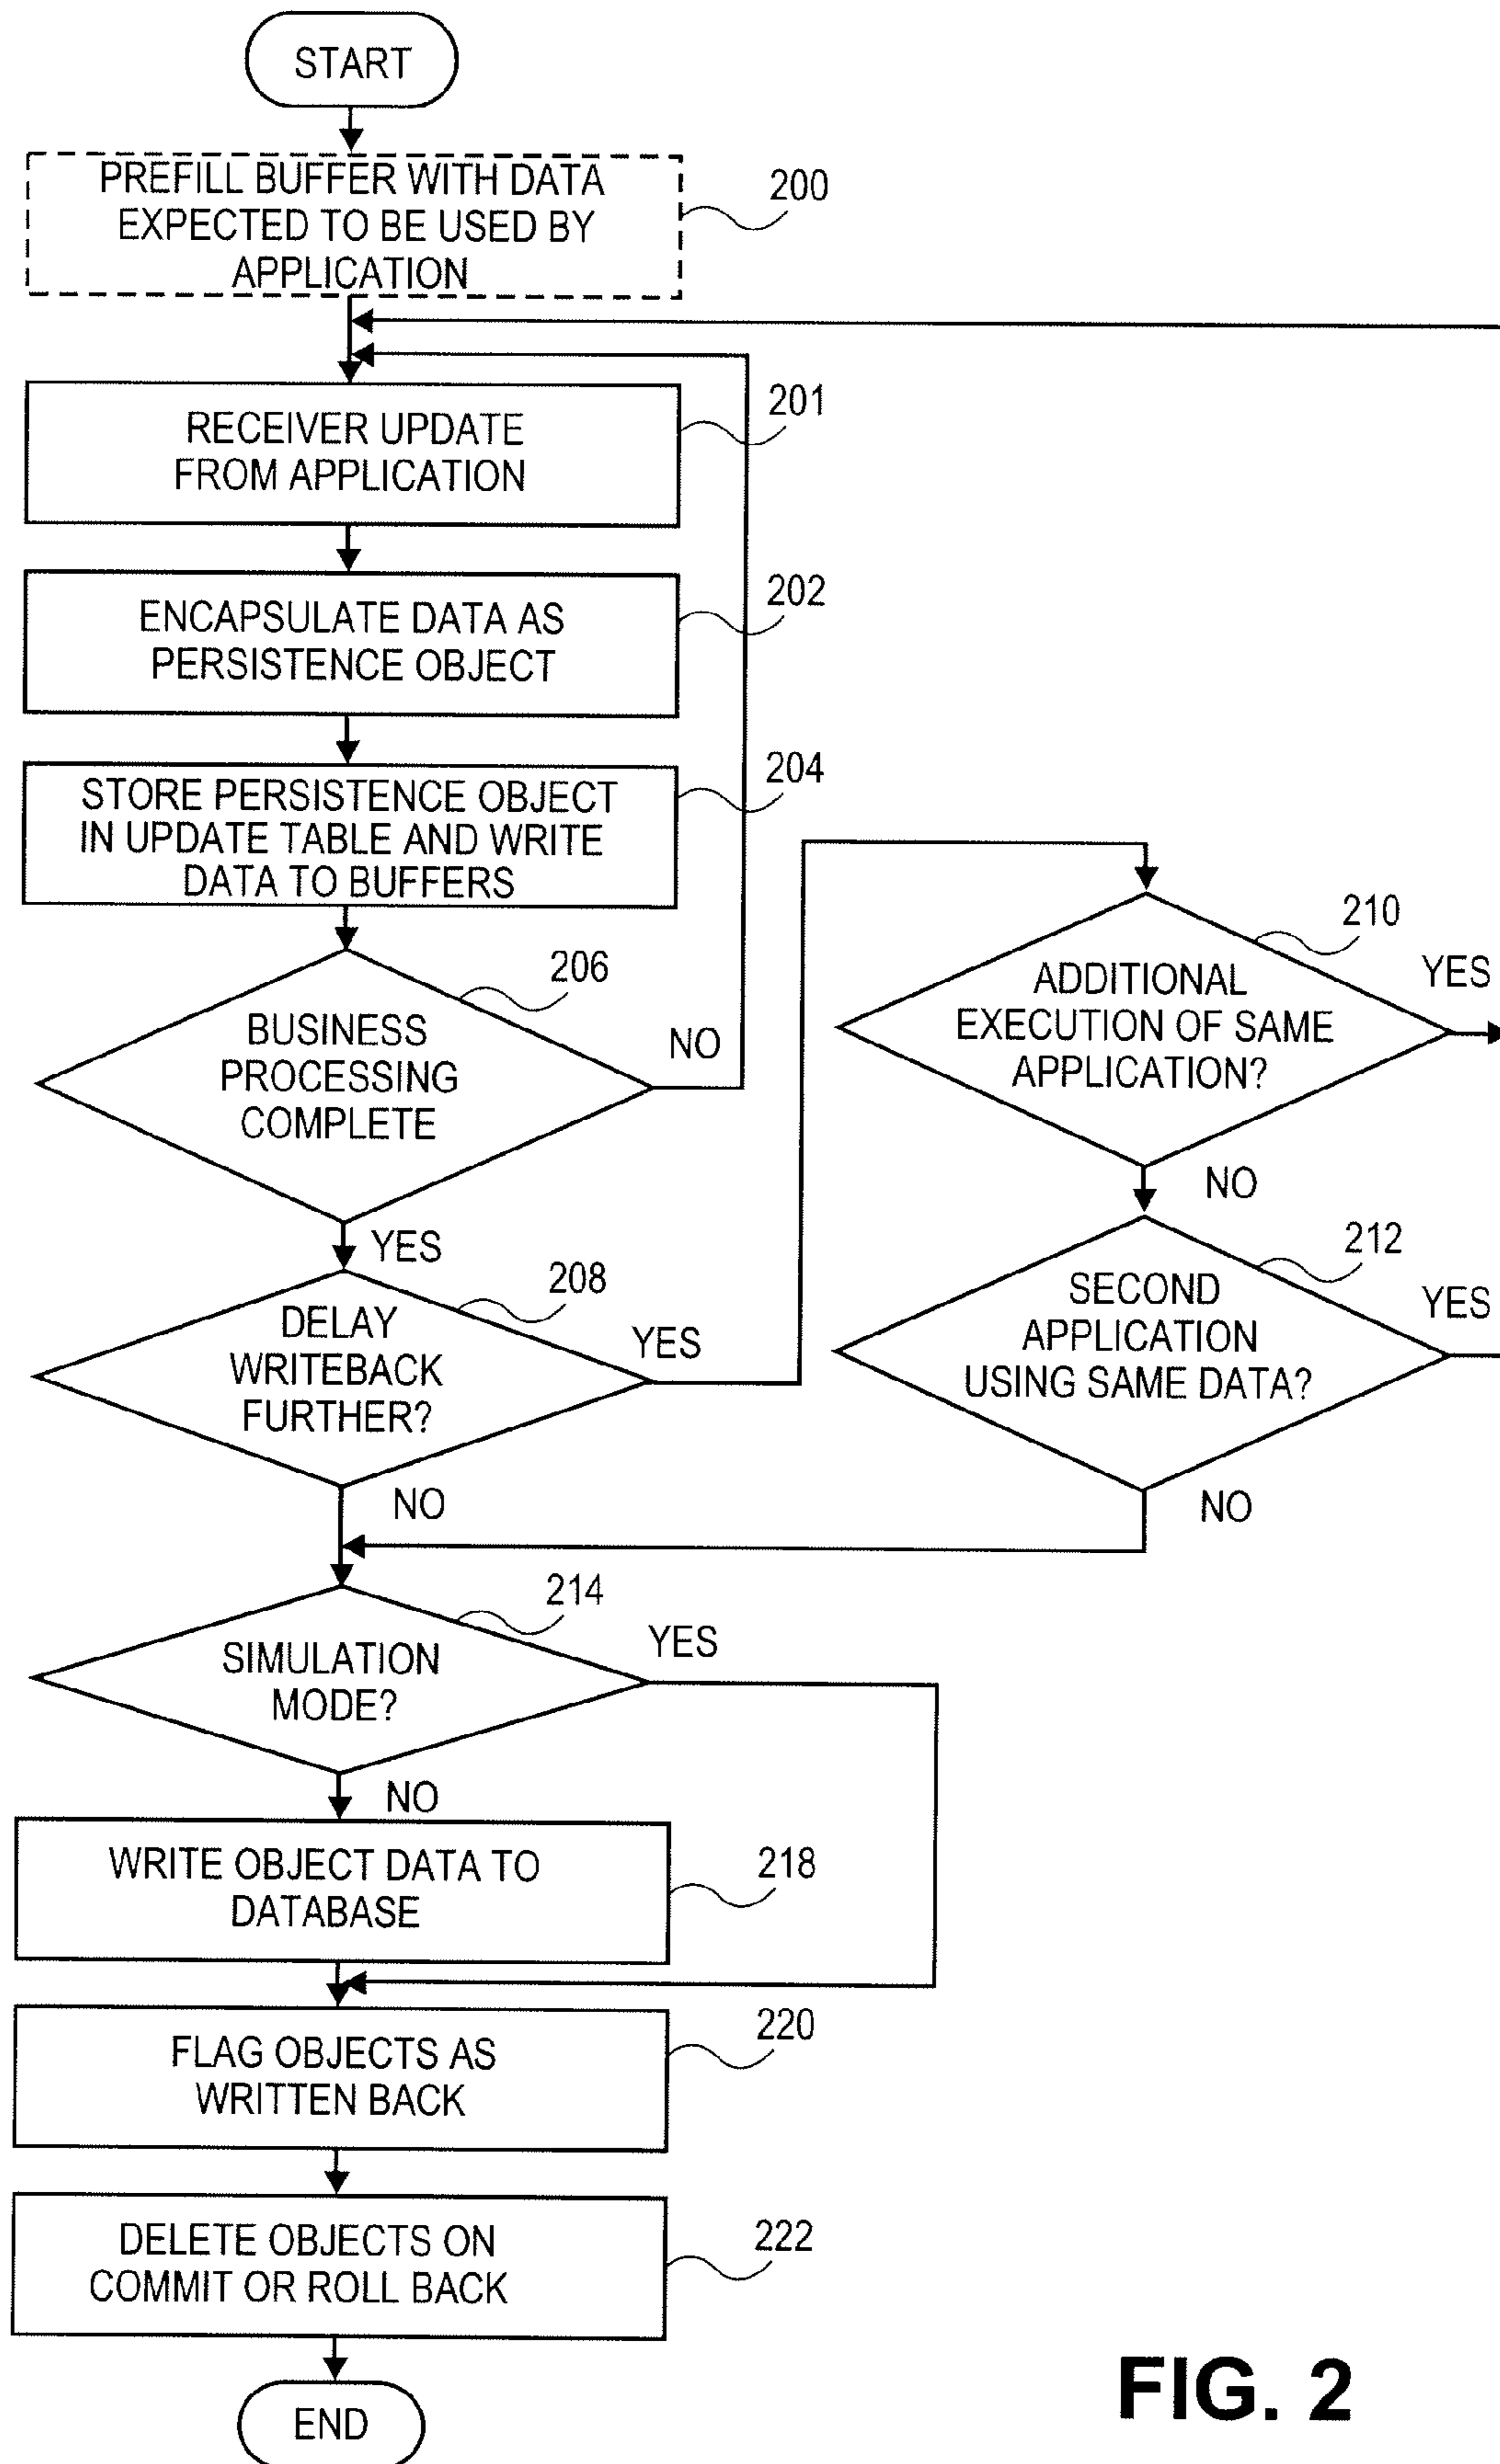 START
PREFILL BUFFER WITH DATA
EXPECTED TO BE USED BY
APPLICATION
200
RECEIVER UPDATE
FROM APPLICATION
201
ENCAPSULATE DATA AS
PERSISTENCE OBJECT
202
STORE PERSISTENCE OBJECT
IN UPDATE TABLE AND WRITE
DATA TO BUFFERS
204
BUSINESS
PROCESSING
COMPLETE
206
NO
YES
DELAY
WRITEBACK
FURTHER?
208
YES
NO
ADDITIONAL
EXECUTION OF SAME
APPLICATION?
210
YES
NO
SECOND
APPLICATION
USING SAME DATA?
212
YES
NO
SIMULATION
MODE?
214
YES
NO
WRITE OBJECT DATA TO
DATABASE
218
FLAG OBJECTS AS
WRITTEN BACK
220
DELETE OBJECTS ON
COMMIT OR ROLL BACK
222
END
FIG. 2